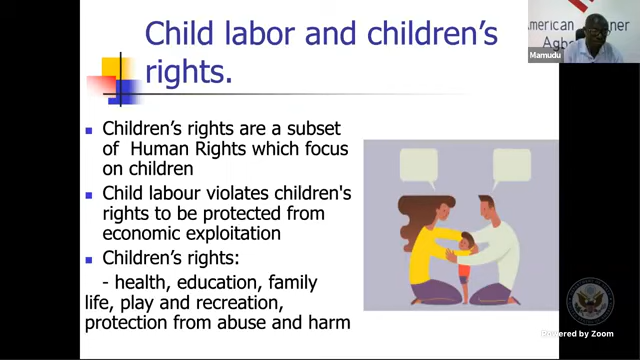 Child labor and children's
rights.
American
Agb
Mamudu
Children's rights are a subset
of Human Rights which focus
on children
Child labour violates children's
rights to be protected from
economic exploitation
Children's rights:
- health, education, family
life, play and recreation,
protection from abuse and harm
Powered by Zoom